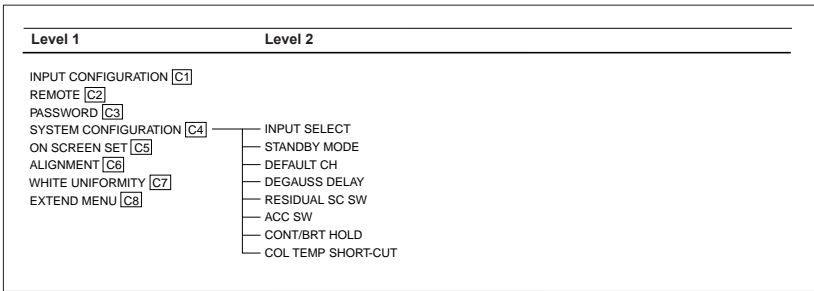 Level 1 Level 2
INPUT CONFIGURATION C1
REMOTE C2
PASSWORD C3
SYSTEM CONFIGURATION C4 INPUT SELECT
ON SCREEN SET C5 STANDBY MODE
ALIGNMENT C6 DEFAULT CH
WHITE UNIFORMITY C7 DEGAUSS DELAY
EXTEND MENU C8 RESIDUAL SC SW
ACC SW
CONT/BRT HOLD
COL TEMP SHORT-CUT